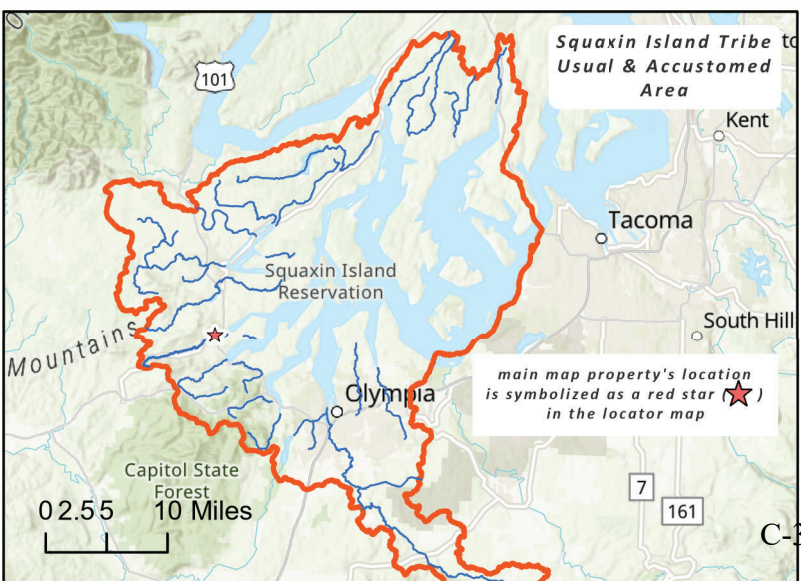 Squaxin Island Tribe
Usual & Accustomed
Area
101
Kent
Tacoma
Squaxin Island
Reservation
South Hill
Mountains
main map property's location
is symbolized as a red star ( )
in the locator map
Olympia
Capitol State
Forest
7
161
0 2.5 5 10 Miles